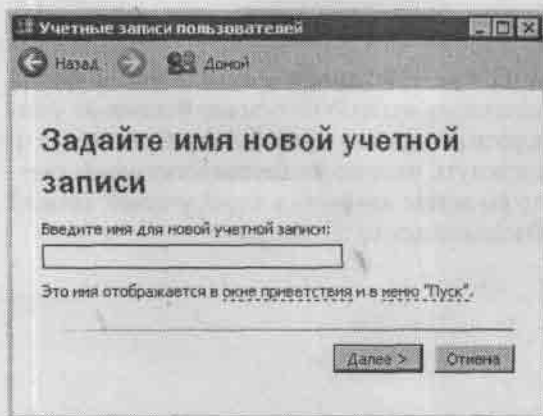 Учетные записи пользователей
Назад Домой
Задайте имя новой учетной
записи
Введите имя для новой учетной записи:
Это имя отображается в окне приветствия и в меню "Пуск".
Далее > Отмена